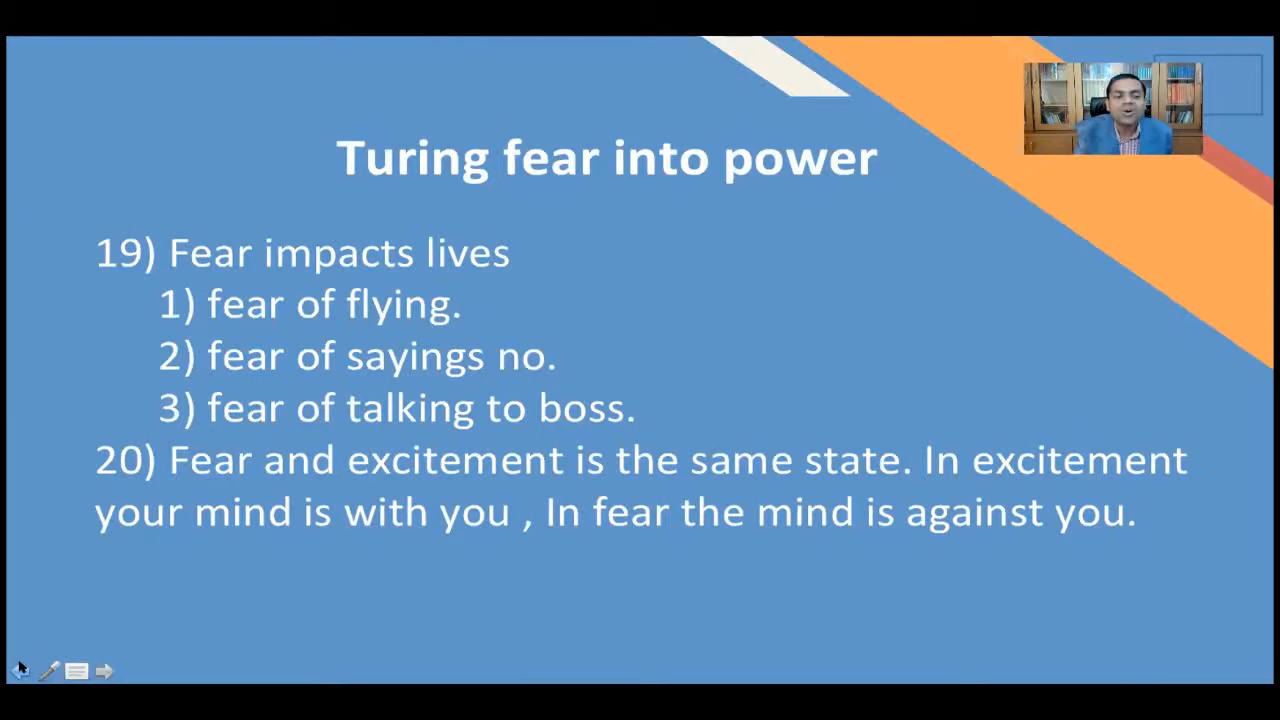 Turing fear into power
19) Fear impacts lives
1) fear of flying.
2) fear of sayings no.
3) fear of talking to boss.
20) Fear and excitement is the same state. In excitement
your mind is with you , In fear the mind is against you.